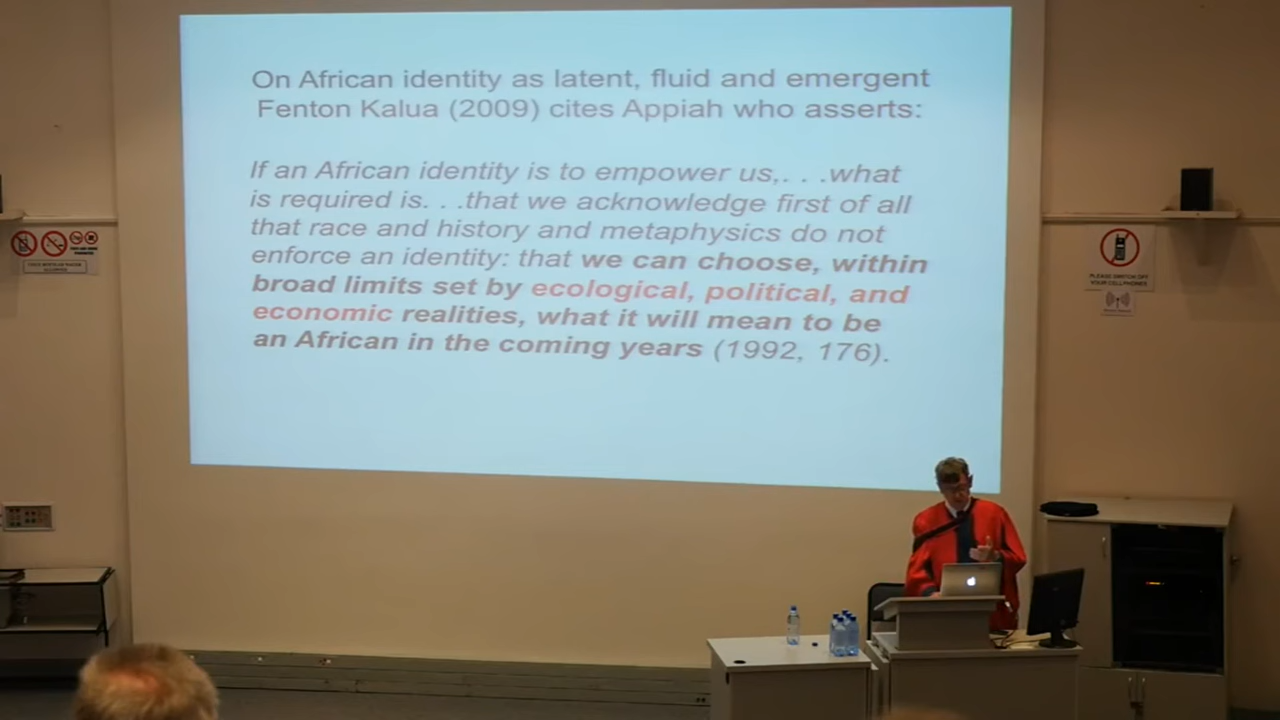 On African identity as latent, fluid and emergent
Fenton Kalua (2009) cites Appiah who asserts:
If an African identity is to empower us,. . .what
is required is. . .that we acknowledge first of all
that race and history and metaphysics do not
enforce an identity: that we can choose, within
broad limits set by ecological, political, and
economic realities, what it will mean to be
an African in the coming years (1992, 176).
PLEASE SWITCH OFF
YOUR CELLPHONES